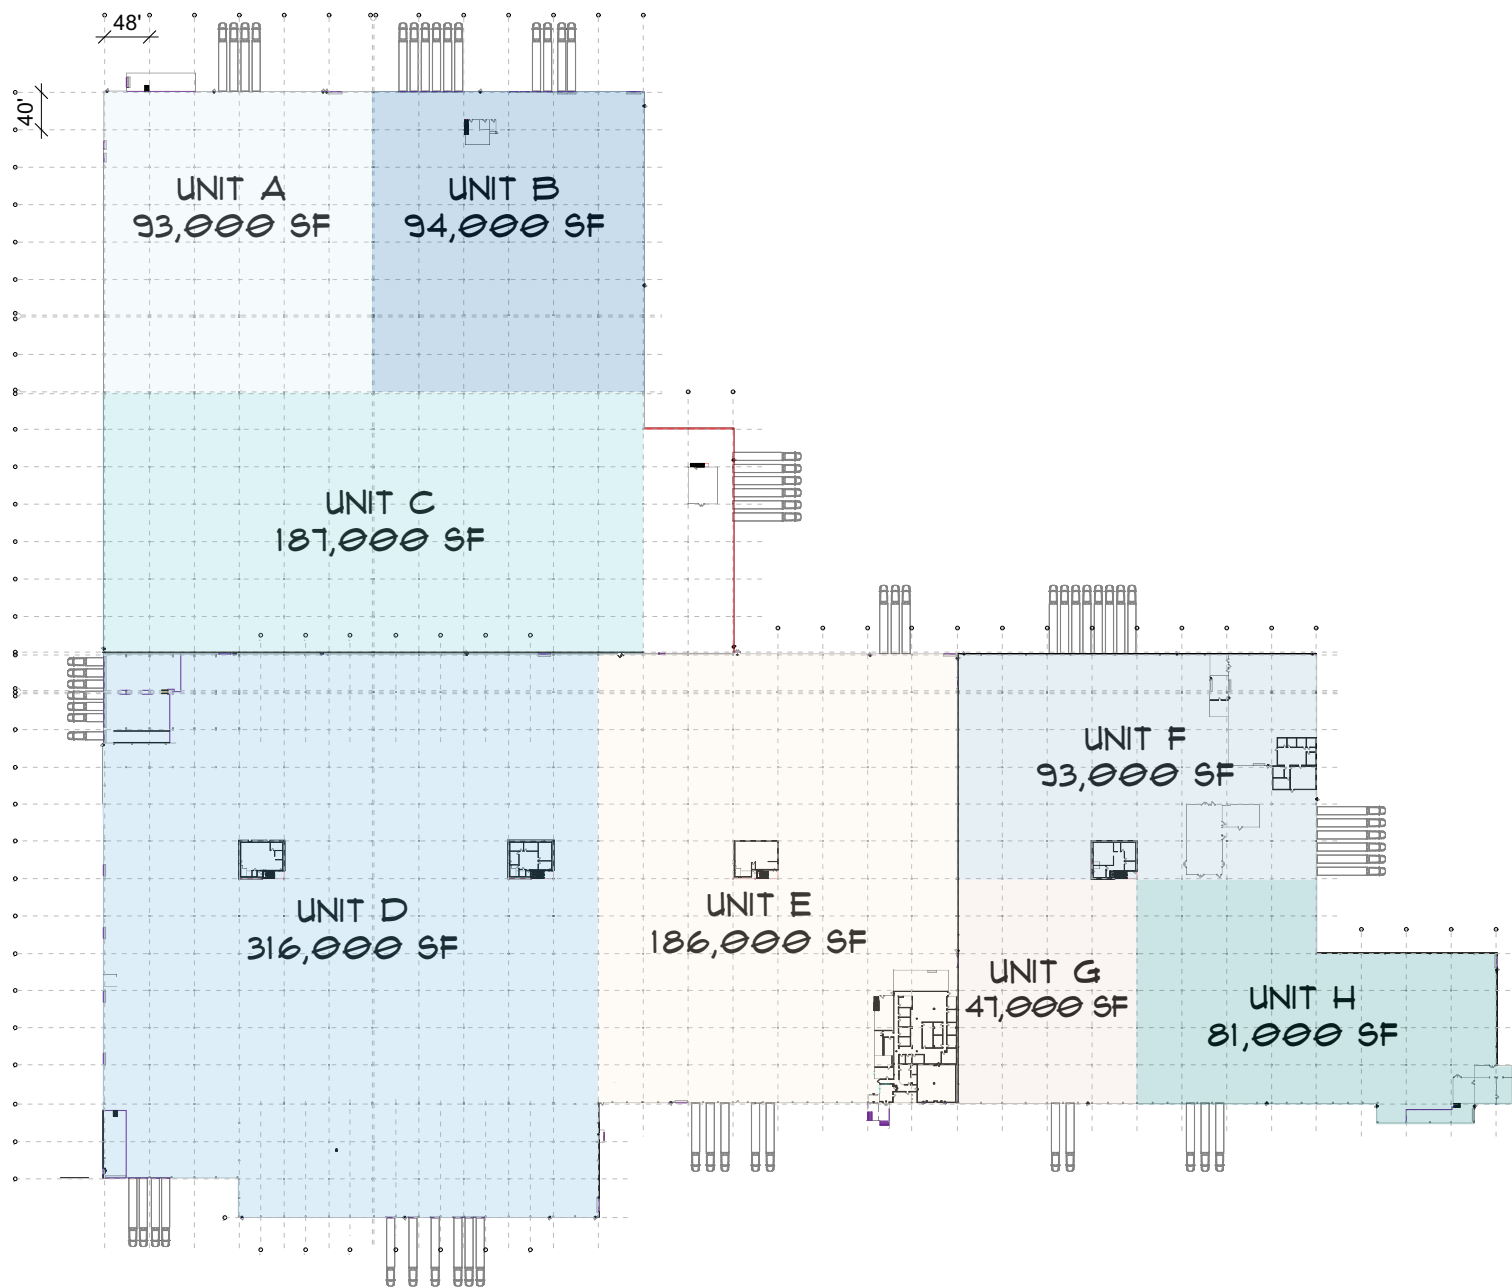 48'
40'
UNIT A
93,000 SF
UNIT B
94,000 SF
UNIT C
187,000 SF
UNIT F
93,000 SF
UNIT D
316,000 SF
UNIT E
186,000 SF
UNIT G
47,000 SF
UNIT H
81,000 SF